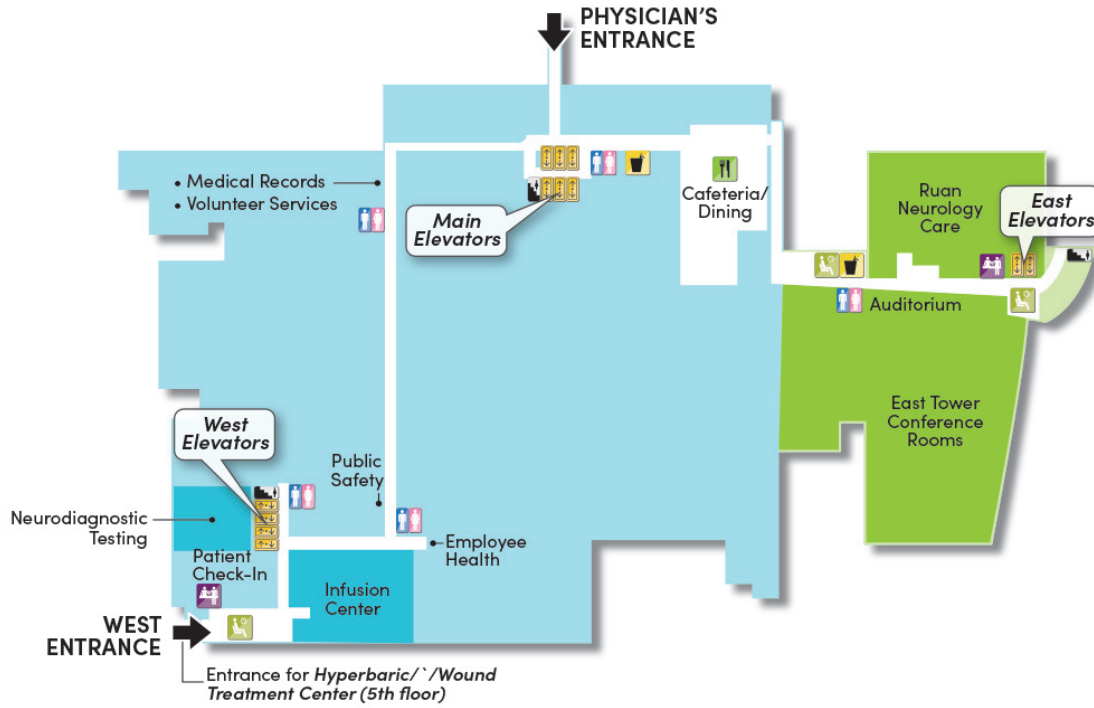 PHYSICIAN'S
ENTRANCE
• Medical Records
• Volunteer Services
Main
Elevators
Cafeteria/
Dining
Ruan
Neurology
Care
East
Elevators
Auditorium
East Tower
Conference
Rooms
West
Elevators
Public
Safety
Neurodiagnostic
Testing
Employee
Health
Patient
Check-In
Infusion
Center
WEST
ENTRANCE
Entrance for Hyperbaric/`/Wound
Treatment Center (5th floor)